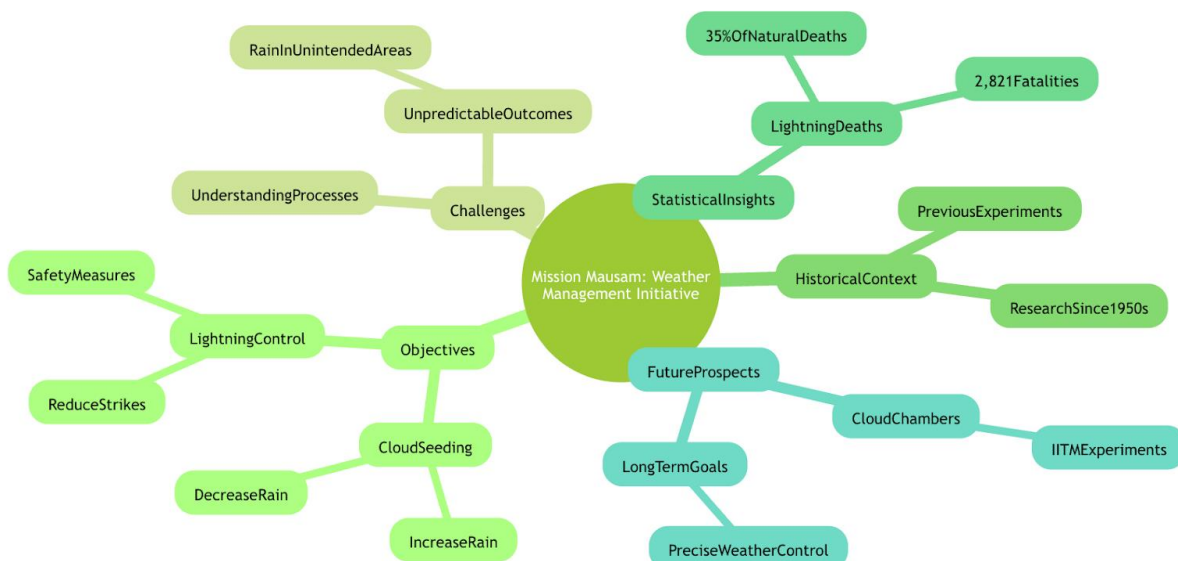 35%OfNaturalDeaths
RainInUnintendedAreas
2,821Fatalities
UnpredictableOutcomes
LightningDeaths
UnderstandingProcesses
StatisticalInsights
Challenges
PreviousExperiments
SafetyMeasures
Mission Mausam: Weather
Management Initiative
HistoricalContext
ResearchSince1950s
LightningControl
Objectives
FutureProspects
ReduceStrikes
CloudChambers
CloudSeeding
IITMExperiments
LongTermGoals
DecreaseRain
IncreaseRain
PreciseWeatherControl